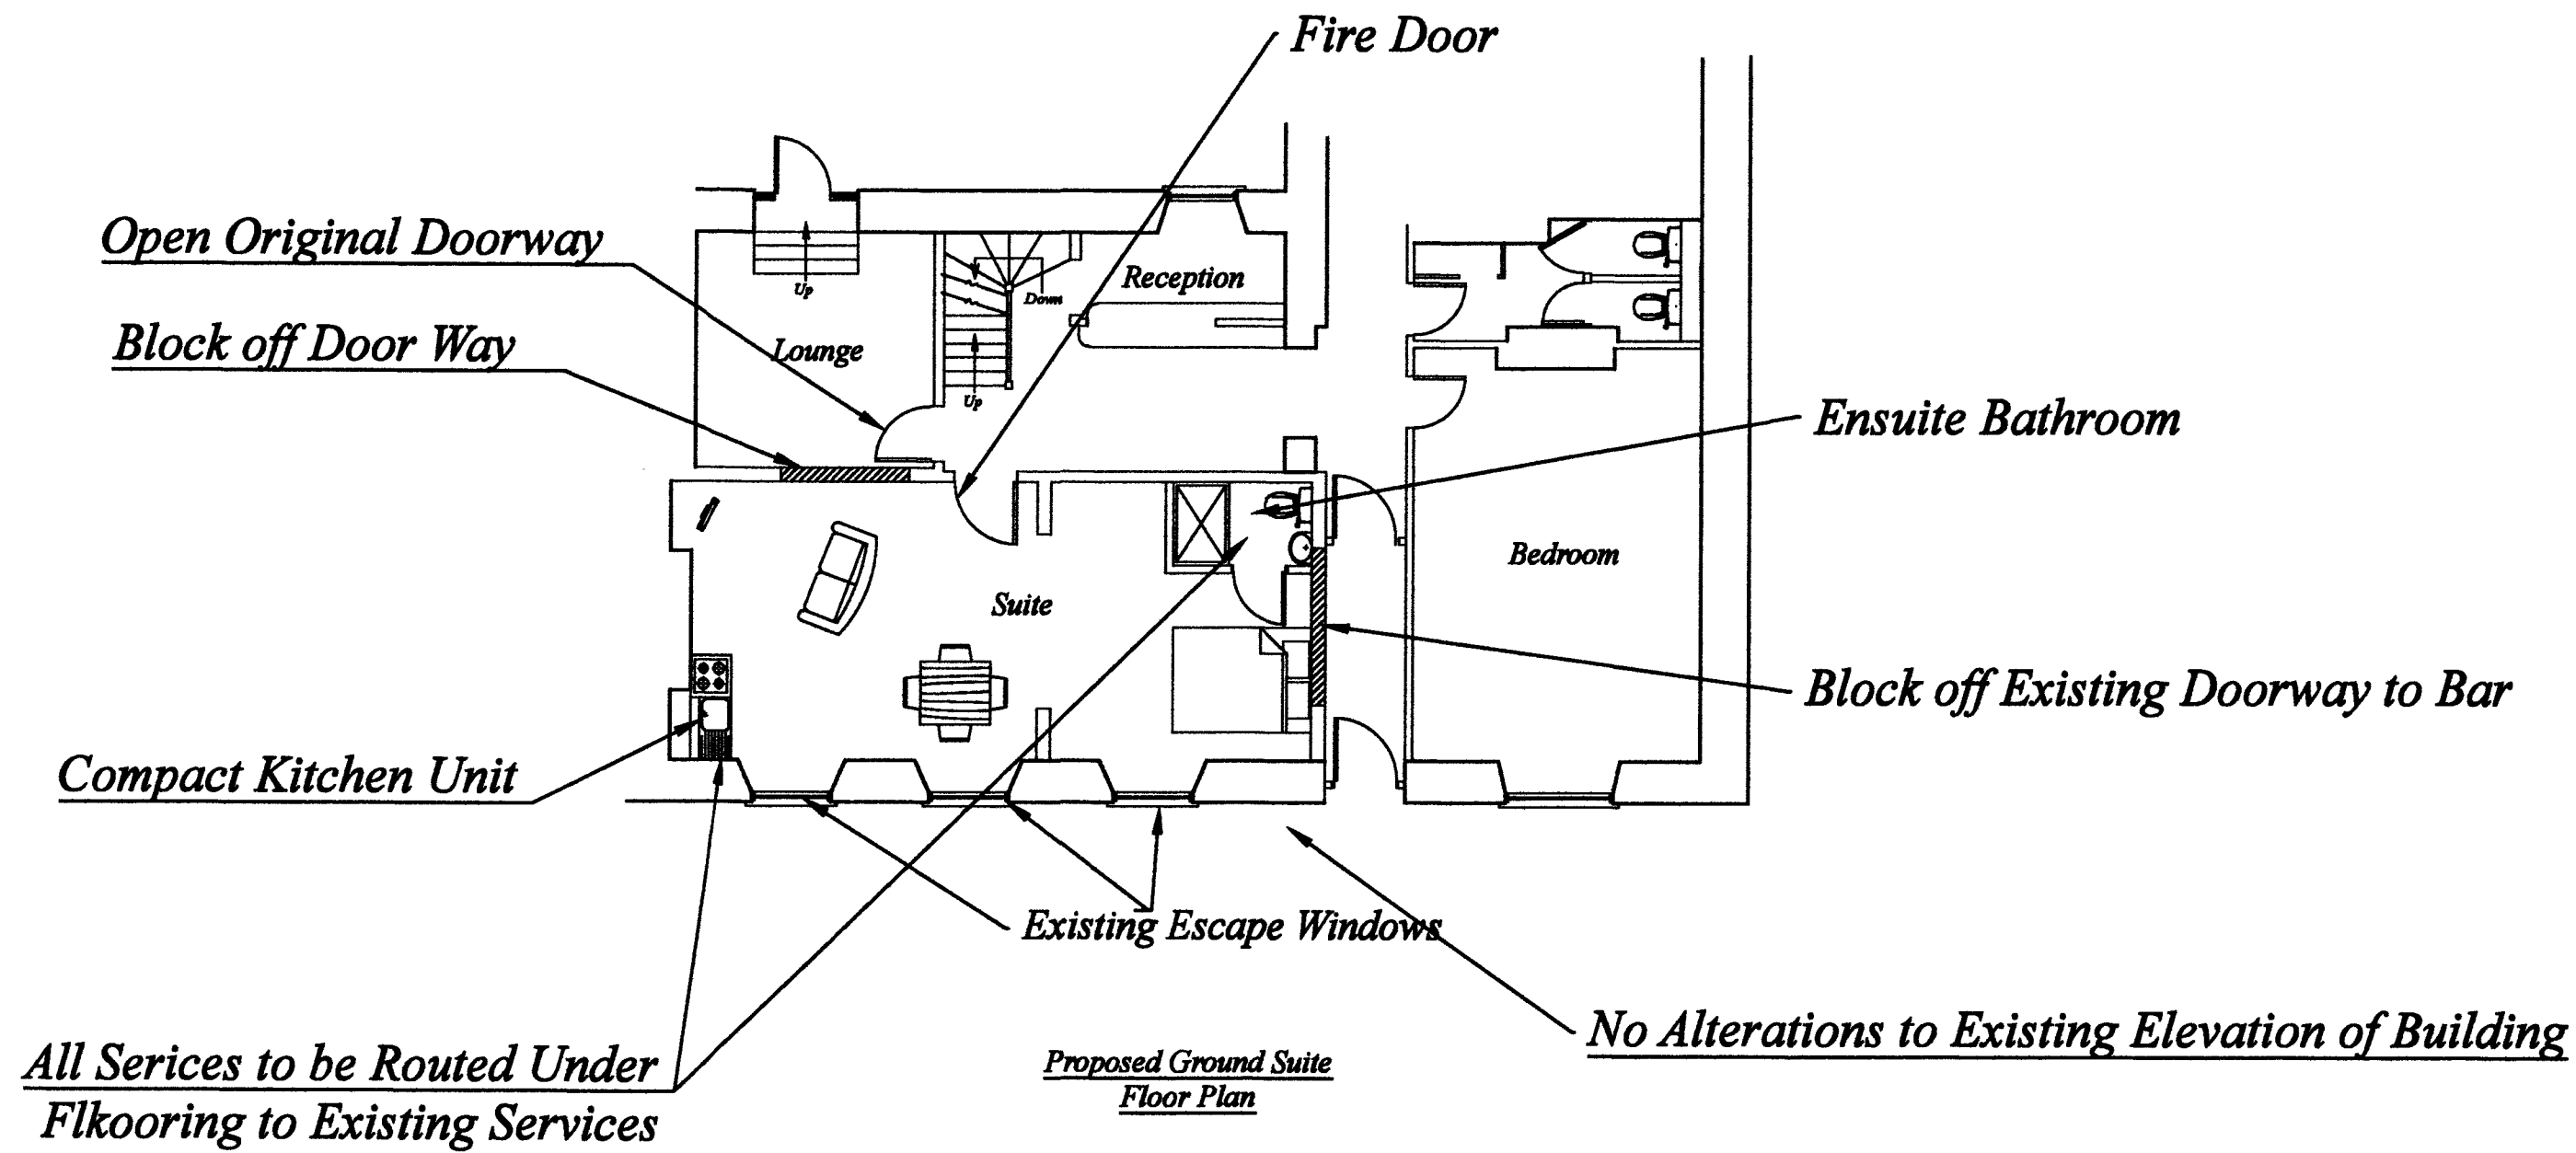 Fire Door
Open Original Doorway
Block off Door Way
Up
Down
Reception
Lounge
Up
Ensuite Bathroom
Bedroom
Suite
Block off Existing Doorway to Bar
Compact Kitchen Unit
Existing Escape Windows
No Alterations to Existing Elevation of Building
All Serices to be Routed Under
Flkooring to Existing Services
Proposed Ground Suite
Floor Plan